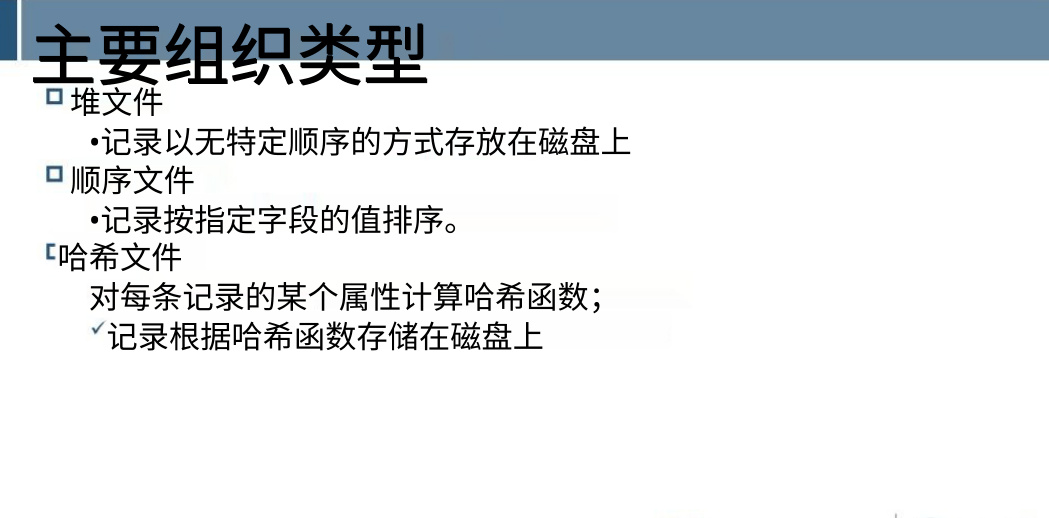 主要组织类型
堆文件
•记录以无特定顺序的方式存放在磁盘上
顺序文件
•记录按指定字段的值排序。
哈希文件
对每条记录的某个属性计算哈希函数；
✓记录根据哈希函数存储在磁盘上